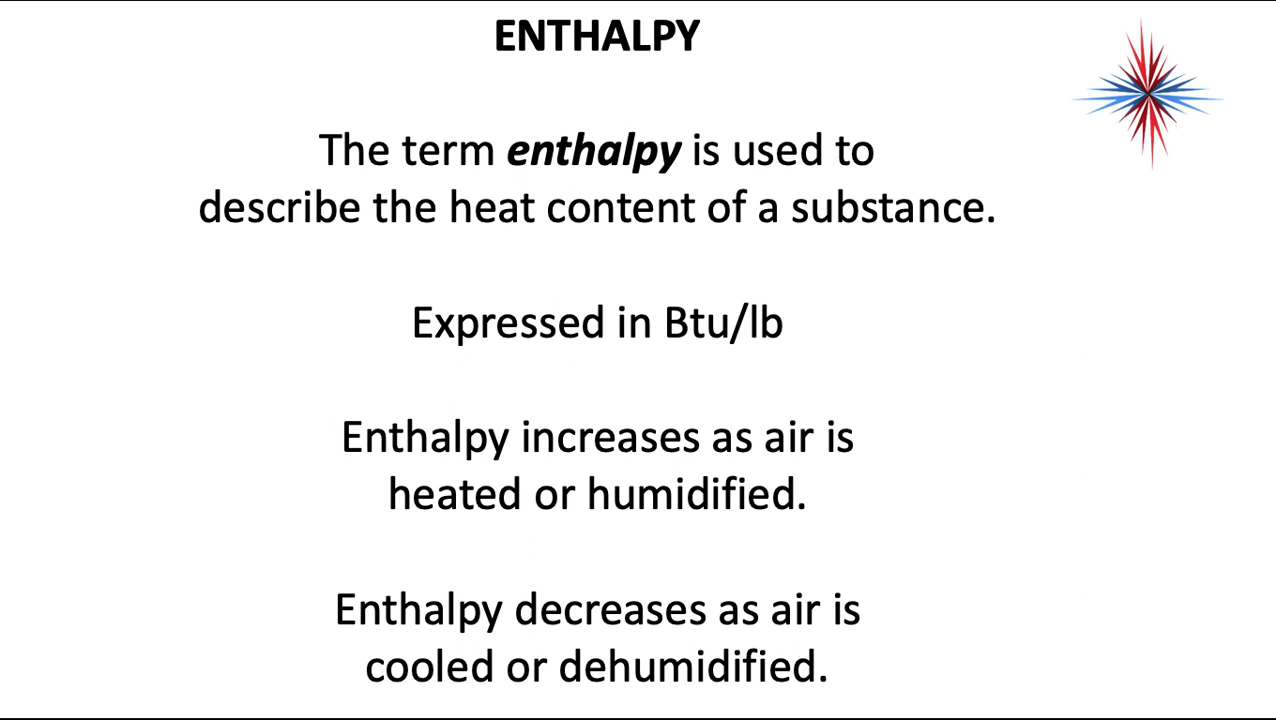 ENTHALPY
The term enthalpy is used to
describe the heat content of a substance.
Expressed in Btu/lb
Enthalpy increases as air is
heated or humidified.
Enthalpy decreases as air is
cooled or dehumidified.